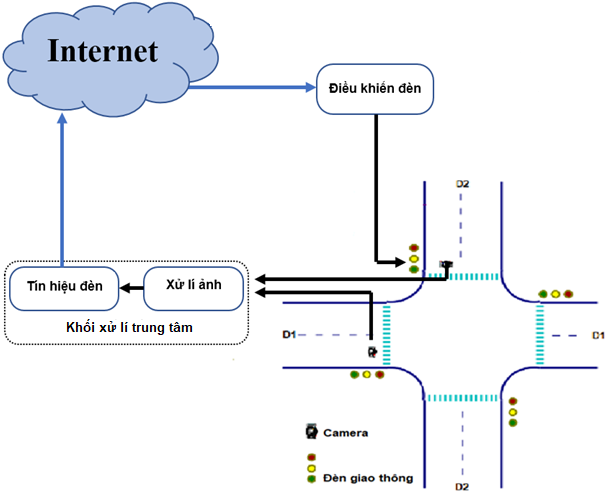 Internet
Điều khiến đèn
D2
Tín hiệu đèn
Xử lí ảnh
Khối xử lí trung tâm
D1
D1
Camera
Đèn giao thông
D2